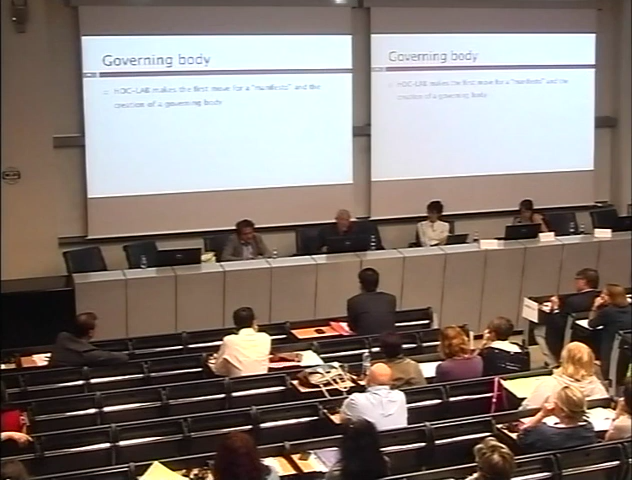 Governing body
HOC-LAB makes the first move for a "manifesto" and the
creation of a governing body
Governing body
HOC-LAB makes the first move for a "manifesto" and the
creation of a governing body